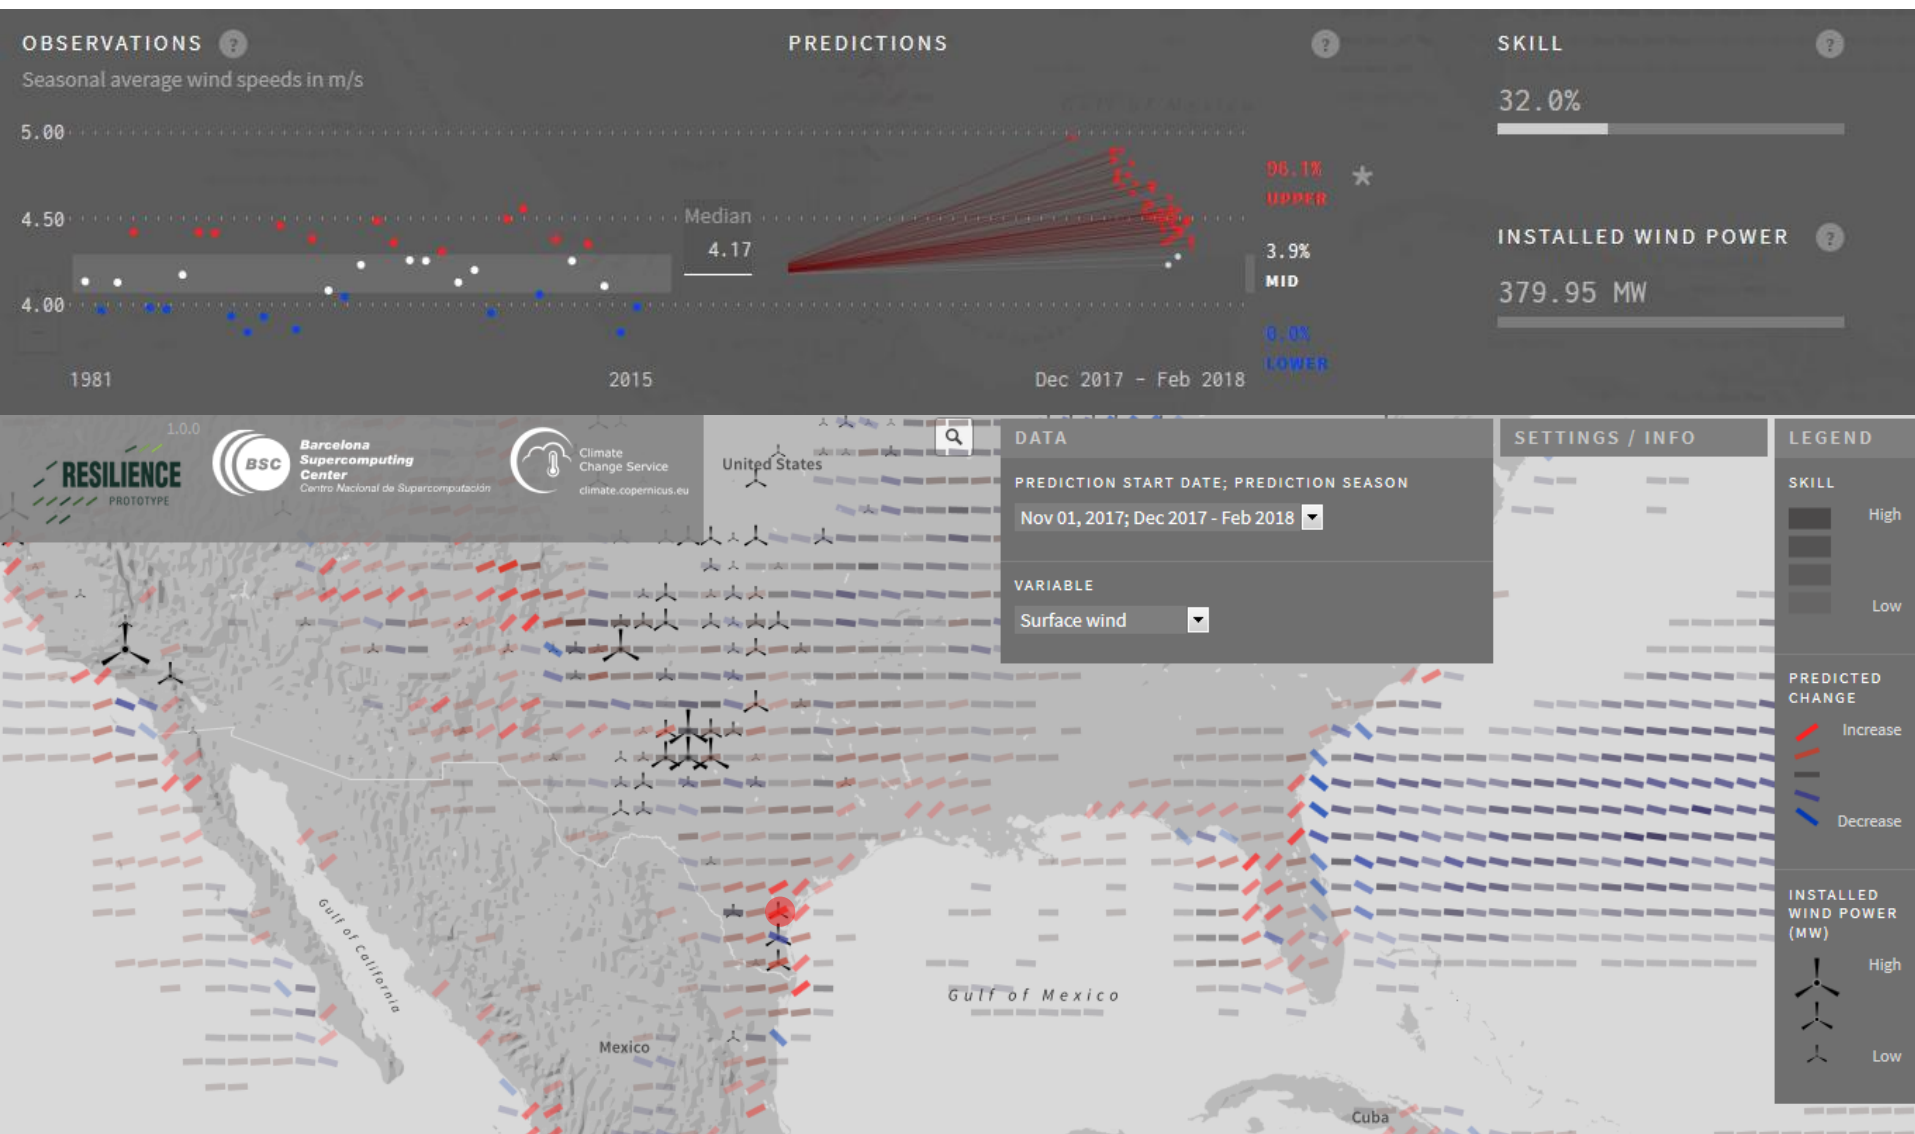 OBSERVATIONS ?
Seasonal average wind speeds in m/s
5.00
4.50
4.00
1981
2015
Median
4.17
PREDICTIONS ?
Dec 2017 - Feb 2018
96.1%
UPPER
*
3.9%
MID
0.0%
LOWER
SKILL ?
32.0%
INSTALLED WIND POWER ?
379.95 MW
1.0.0
RESILIENCE
PROTOTYPE
BSC
Barcelona
Supercomputing
Center
Centro Nacional de Supercomputación
Climate
Change Service
climate.copernicus.eu
United States
DATA
PREDICTION START DATE; PREDICTION SEASON
Nov 01, 2017; Dec 2017 - Feb 2018
VARIABLE
Surface wind
SETTINGS / INFO
LEGEND
SKILL
High
Low
PREDICTED
CHANGE
Increase
Decrease
INSTALLED
WIND POWER
(MW)
High
Low
Gulf of California
Gulf of Mexico
Mexico
Cuba